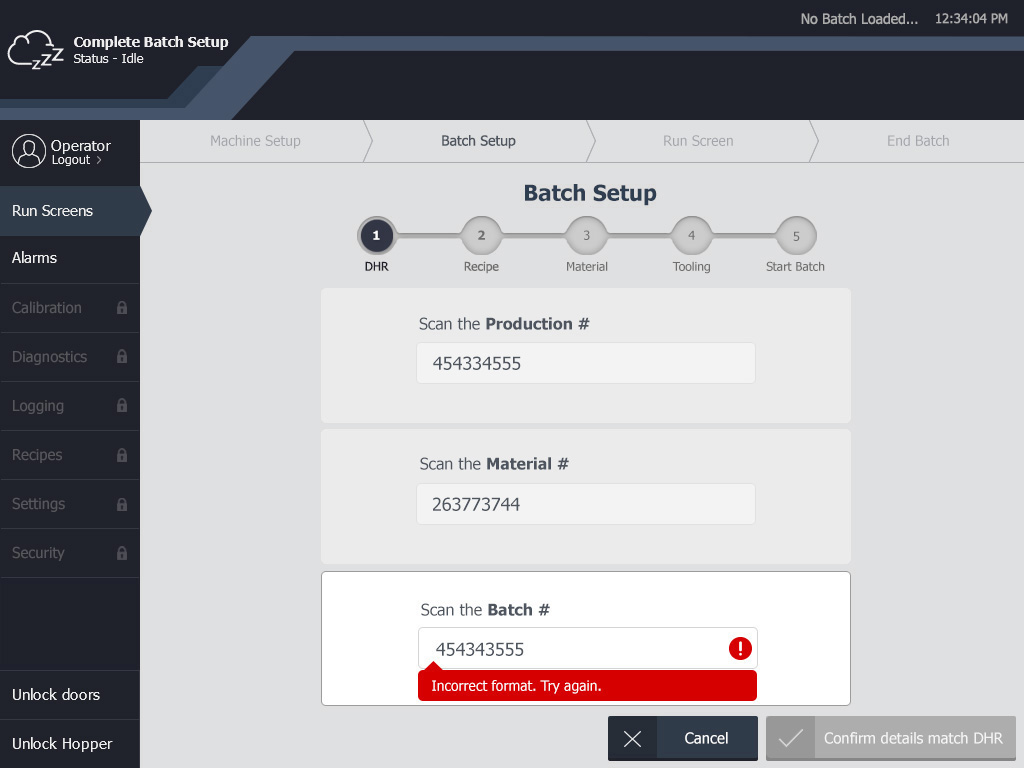 No Batch Loaded... 12:34:04 PM
Complete Batch Setup
Status - Idle
Operator
Logout >
Machine Setup
Batch Setup
Run Screen
End Batch
Run Screens
Alarms
Calibration
Diagnostics
Logging
Recipes
Settings
Security
Unlock doors
Unlock Hopper
Batch Setup
1 2 3 4 5
DHR Recipe Material Tooling Start Batch
Scan the Production #
454334555
Scan the Material #
263773744
Scan the Batch #
454343555 !
Incorrect format. Try again.
Cancel
Confirm details match DHR